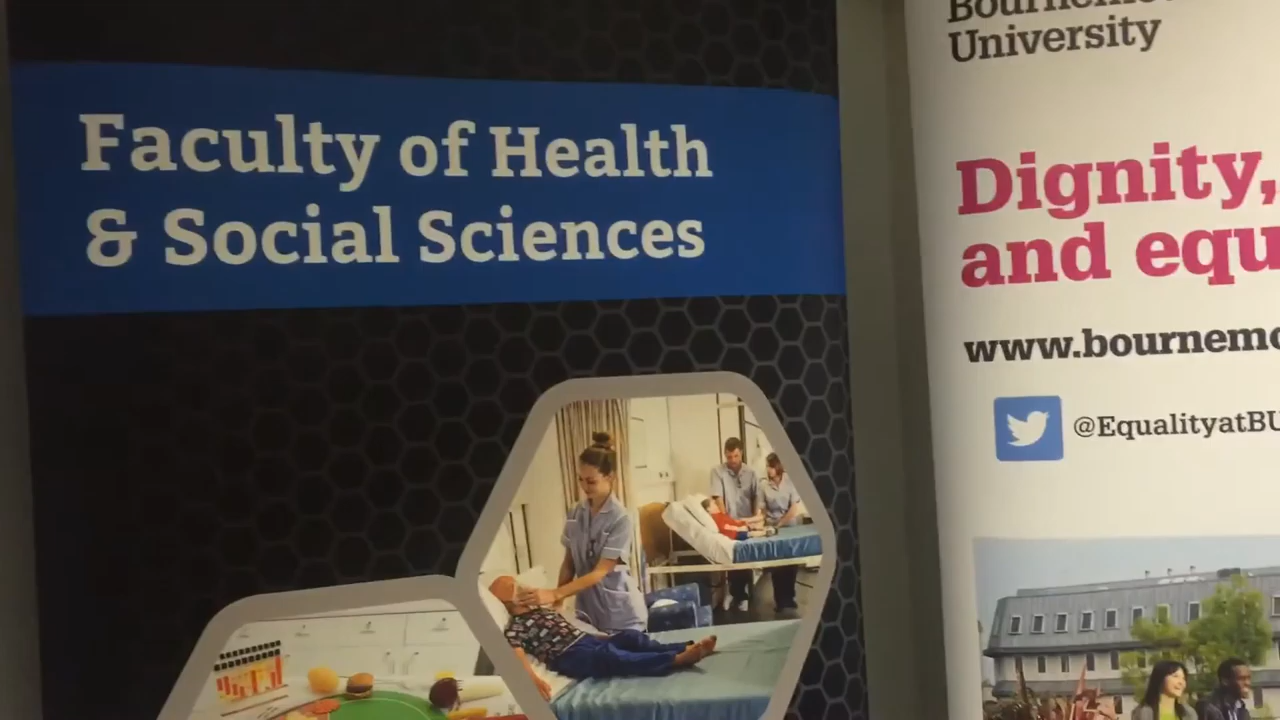 Faculty of Health
& Social Sciences
University
Dignity,
and equ
www.bournemo
@EqualityatBU